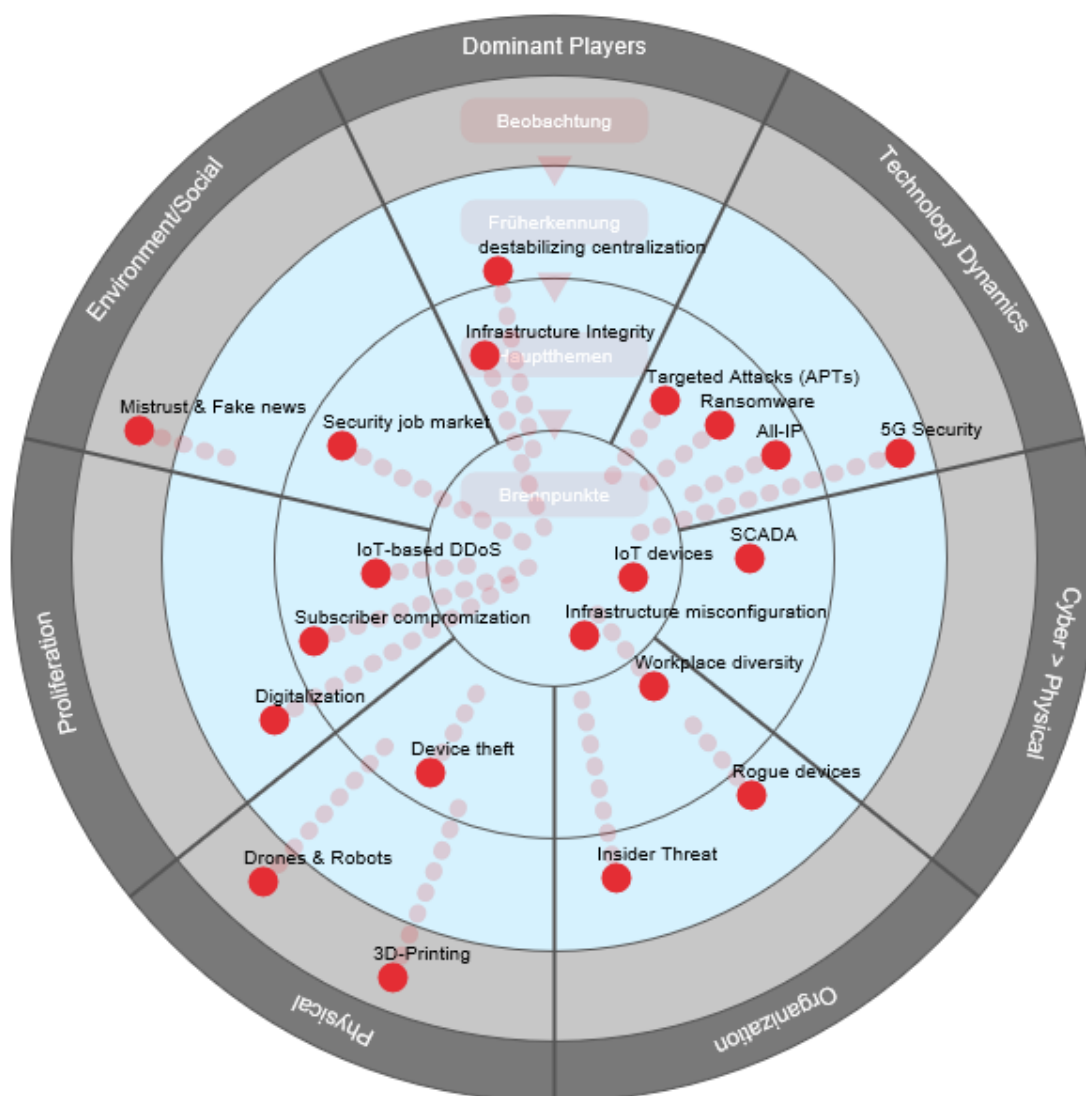 Dominant Players
Beobachtung
Environment/Social
Technology Dynamics
Früherkennung
destabilizing centralization
Infrastructure Integrity
Hauptthemen
Targeted Attacks (APTs)
Ransomware
Mistrust & Fake news
Security job market
All-IP
5G Security
Brennpunkte
SCADA
IoT-based DDoS
IoT devices
Subscriber compromization
Infrastructure misconfiguration
Proliferation
Cyber > Physical
Workplace diversity
Digitalization
Device theft
Rogue devices
Drones & Robots
Insider Threat
3D-Printing
Physical
Organization